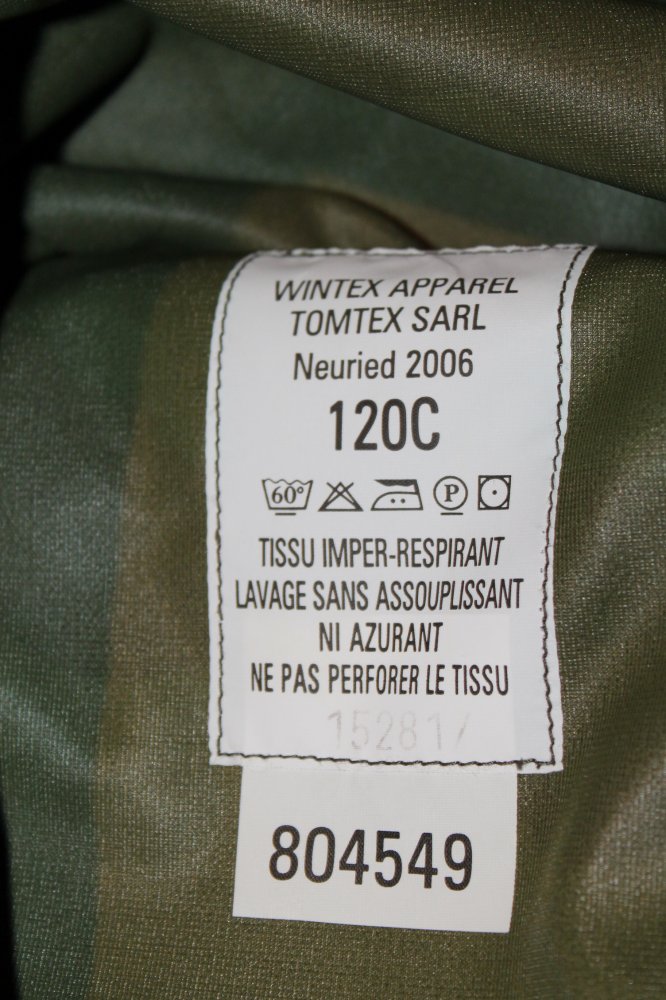 WINTEX APPAREL
TOMTEX SARL
Neuried 2006
120C
60° P
TISSU IMPER-RESPIRANT
LAVAGE SANS ASSOUPLISSANT
NI AZURANT
NE PAS PERFORER LE TISSU
804549